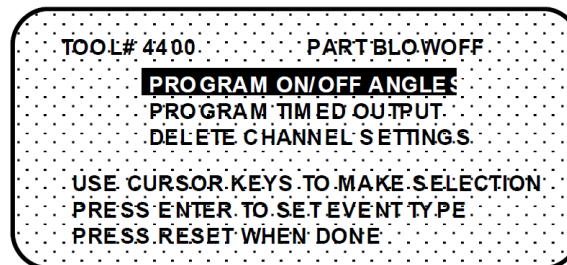 TOOL# 4400 PART BLOWOFF
PROGRAM ON/OFF ANGLES
PROGRAM TIMED OUTPUT
DELETE CHANNEL SETTINGS
USE CURSOR KEYS TO MAKE SELECTION
PRESS ENTER TO SET EVENT TYPE
PRESS RESET WHEN DONE